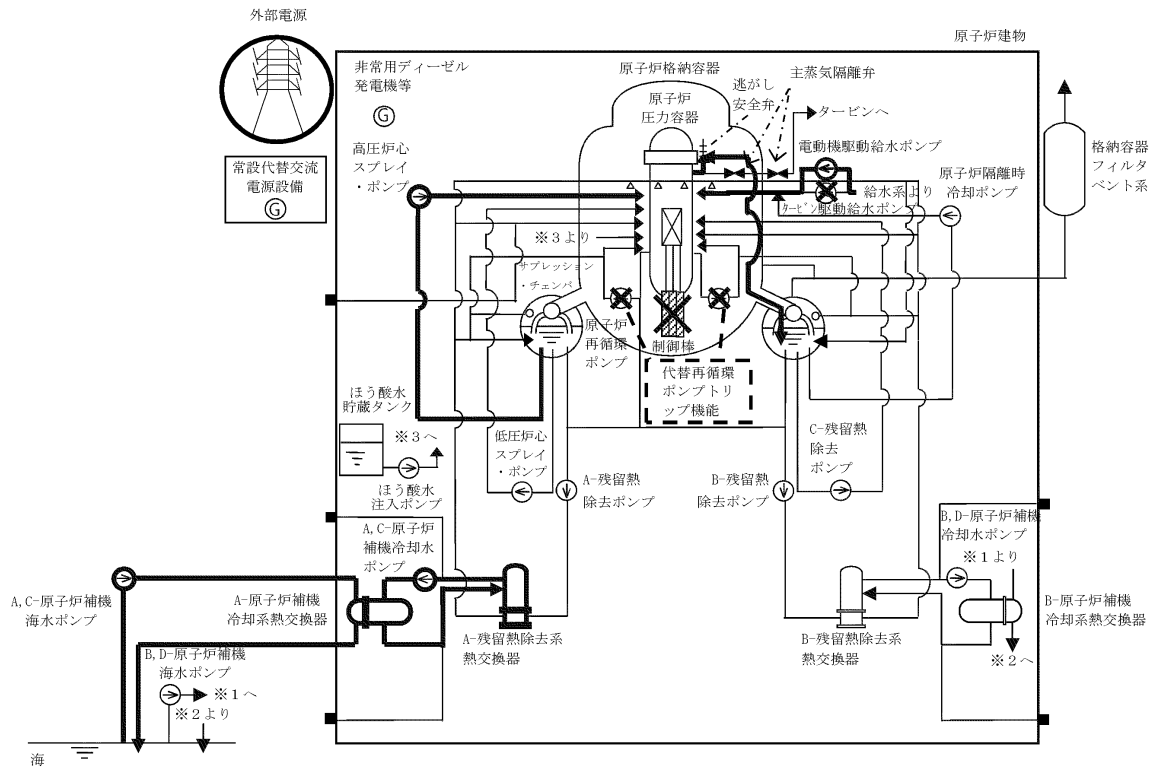 外部電源
原子炉建物
非常用ディーゼル
発電機等
G
原子炉格納容器
主蒸気隔離弁
逃がし
安全弁
原子炉
圧力容器
タービンへ
常設代替交流
電源設備
G
高圧炉心
スプレイ
・ポンプ
電動機駆動給水ポンプ
格納容器
フィルタ
ベント系
原子炉隔離時
冷却ポンプ
給水系より
タービン駆動給水ポンプ
※3より
サプレッション
・チェンバ
原子炉
再循環
ポンプ
制御棒
代替再循環
ポンプトリ
ップ機能
ほう酸水
貯蔵タンク
※3へ
ほう酸水
注入ポンプ
低圧炉心
スプレイ
・ポンプ
C-残留熱
除去
ポンプ
A-残留熱
除去ポンプ
B-残留熱
除去ポンプ
A,C-原子炉
補機冷却水
ポンプ
B,D-原子炉補機
冷却水ポンプ
※1より
A,C-原子炉補機
海水ポンプ
A-原子炉補機
冷却系熱交換器
B-原子炉補機
冷却系熱交換器
A-残留熱除去系
熱交換器
B-残留熱除去系
熱交換器
※2へ
B,D-原子炉補機
海水ポンプ
※1へ
※2より
海